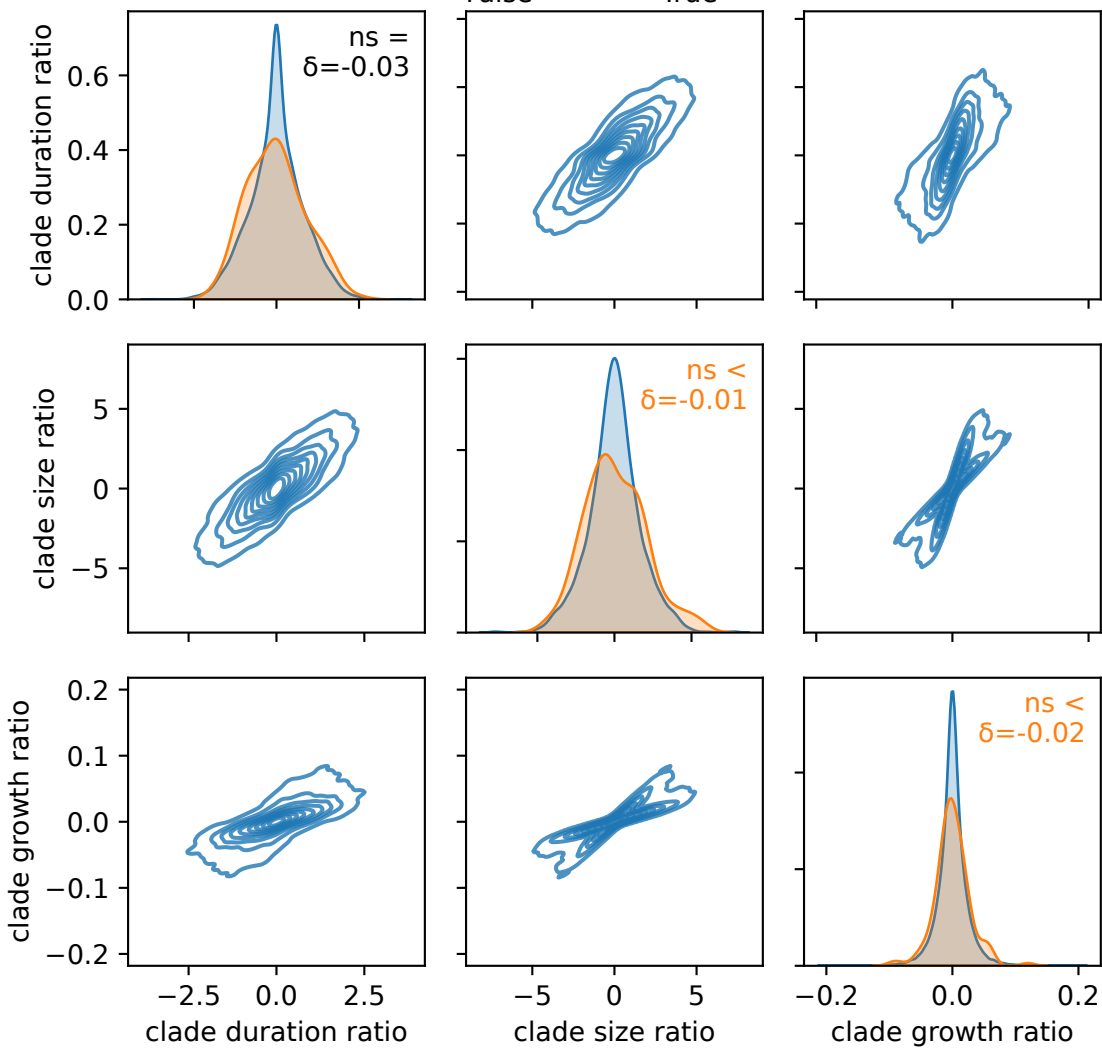 clade duration ratio
0.6
0.4
0.2
0.0
ns =
δ=-0.03
clade size ratio
5
0
−5
ns <
δ=-0.01
clade growth ratio
0.2
0.1
0.0
−0.1
−0.2
ns <
δ=-0.02
−2.5 0.0 2.5
−5 0 5
−0.2 0.0 0.2
clade duration ratio
clade size ratio
clade growth ratio